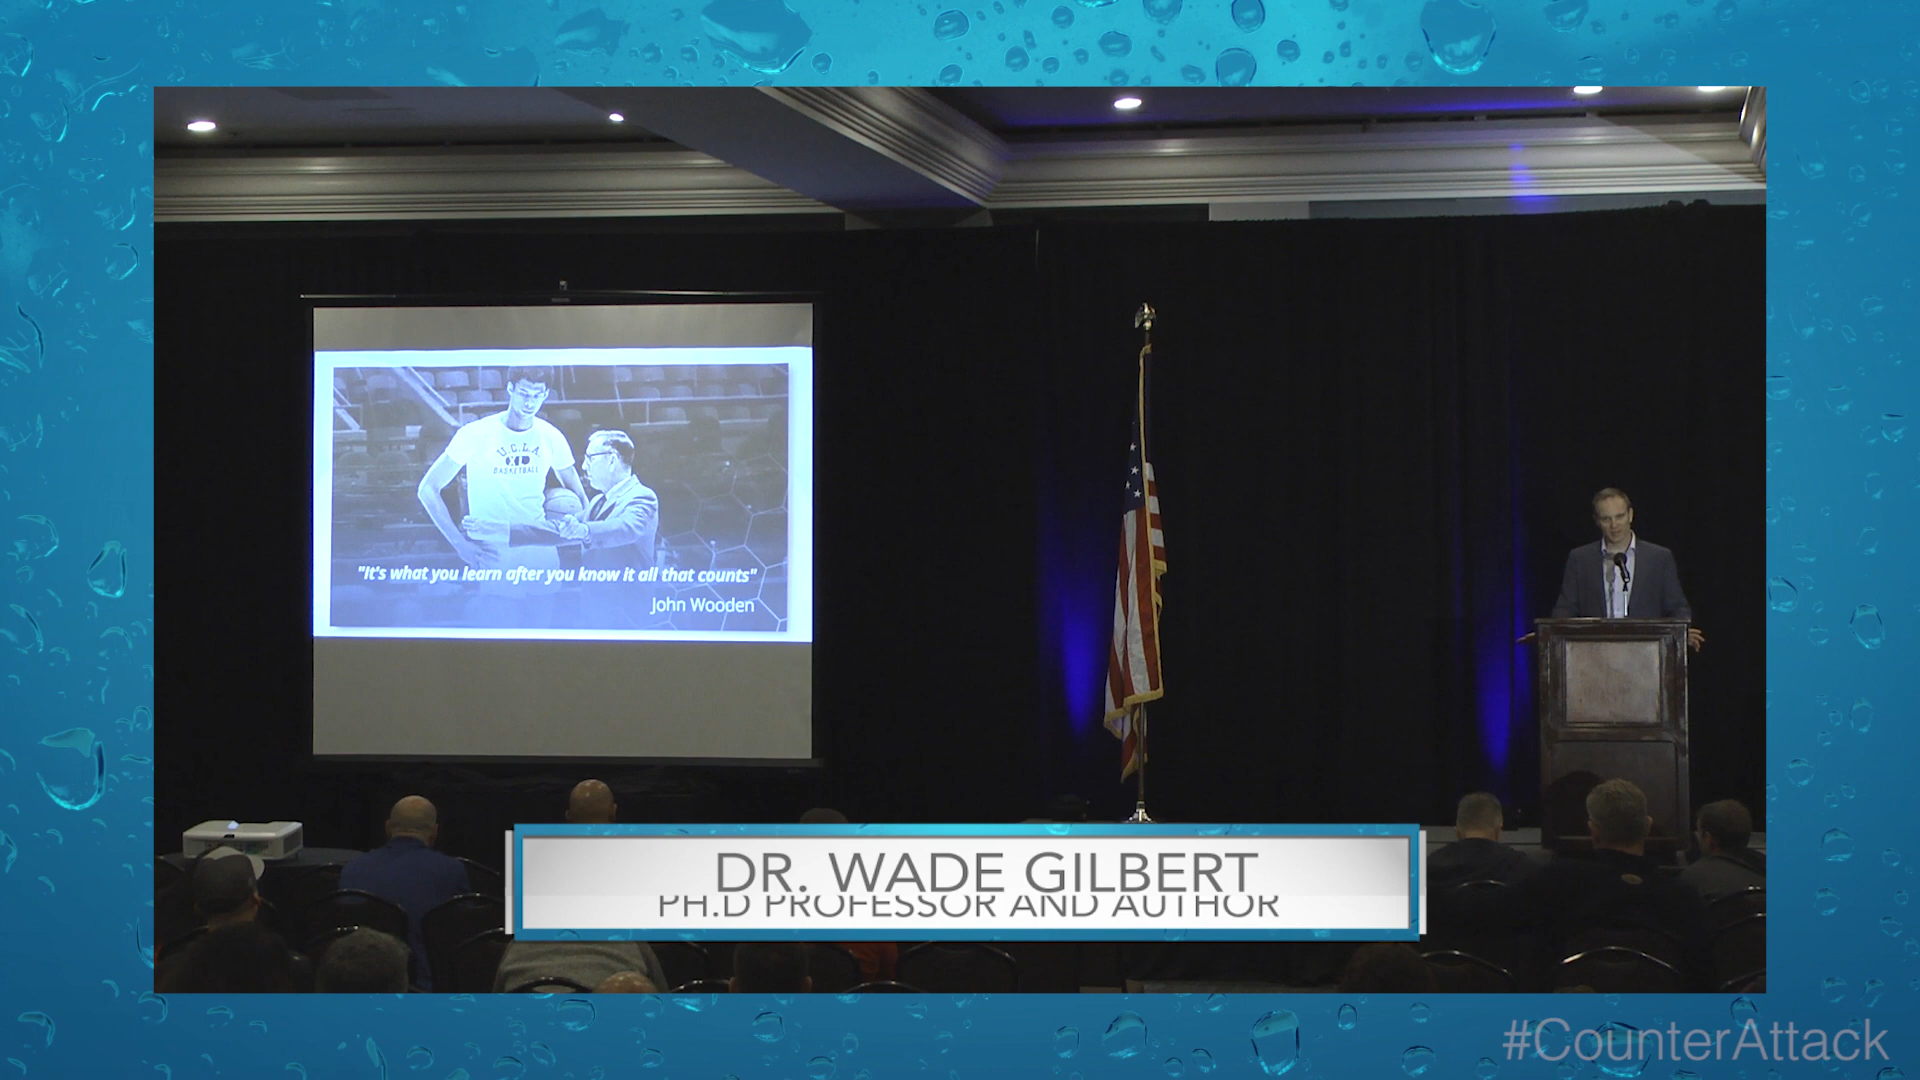 U.C.L.A.
BASKETBALL
"It's what you learn after you know it all that counts"
John Wooden
DR. WADE GILBERT
PH.D PROFESSOR AND AUTHOR
#CounterAttack